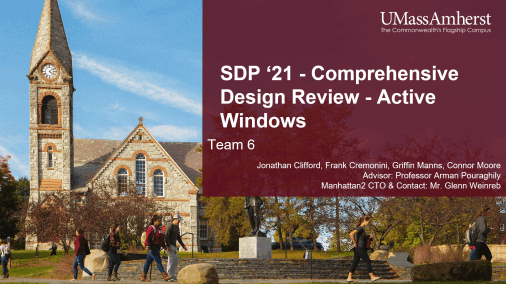 UMassAmherst
The Commonwealth's Flagship Campus
SDP ‘21 - Comprehensive
Design Review - Active
Windows
Team 6
Jonathan Clifford, Frank Cremonini, Griffin Manns, Connor Moore
Advisor: Professor Arman Pouraghily
Manhattan2 CTO & Contact: Mr. Glenn Weinreb